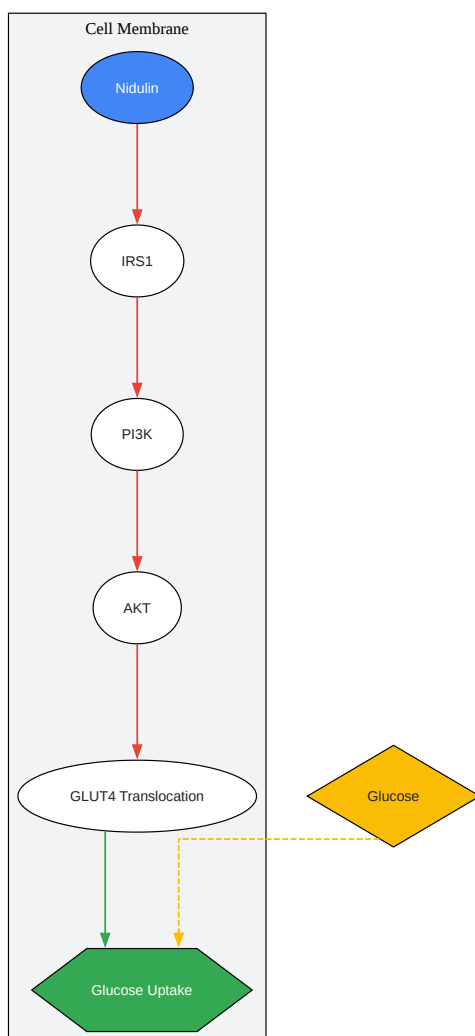 Cell Membrane
Nidulin
IRS1
PI3K
AKT
GLUT4 Translocation
Glucose
Glucose Uptake